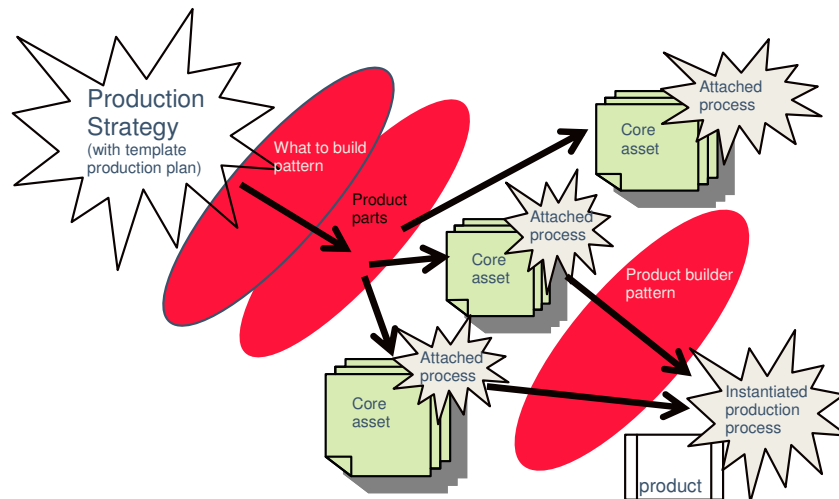 Production
Strategy
(with template
production plan)
What to build
pattern
Product
parts
Core
asset
Attached
process
Core
asset
Attached
process
Core
asset
Attached
process
Product builder
pattern
Instantiated
production
process
product